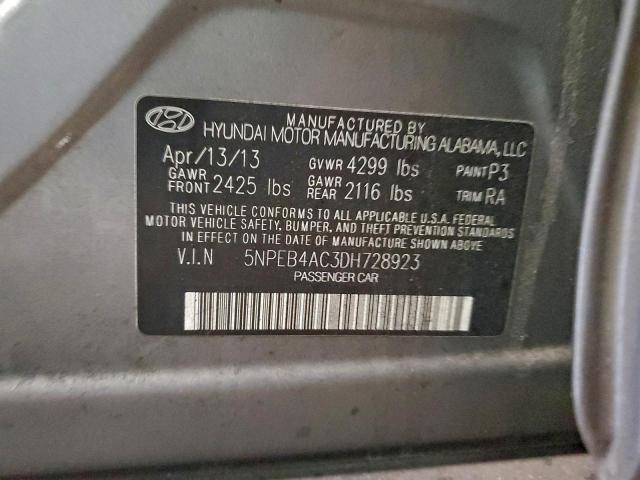 MANUFACTURED BY
HYUNDAI MOTOR MANUFACTURING ALABAMA, LLC
Apr/13/13 GVWR 4299 lbs PAINT P3
GAWR FRONT 2425 lbs GAWR REAR 2116 lbs TRIM RA
THIS VEHICLE CONFORMS TO ALL APPLICABLE U.S.A. FEDERAL
MOTOR VEHICLE SAFETY, BUMPER, AND THEFT PREVENTION STANDARDS
IN EFFECT ON THE DATE OF MANUFACTURE SHOWN ABOVE
V.I.N 5NPEB4AC3DH728923
PASSENGER CAR